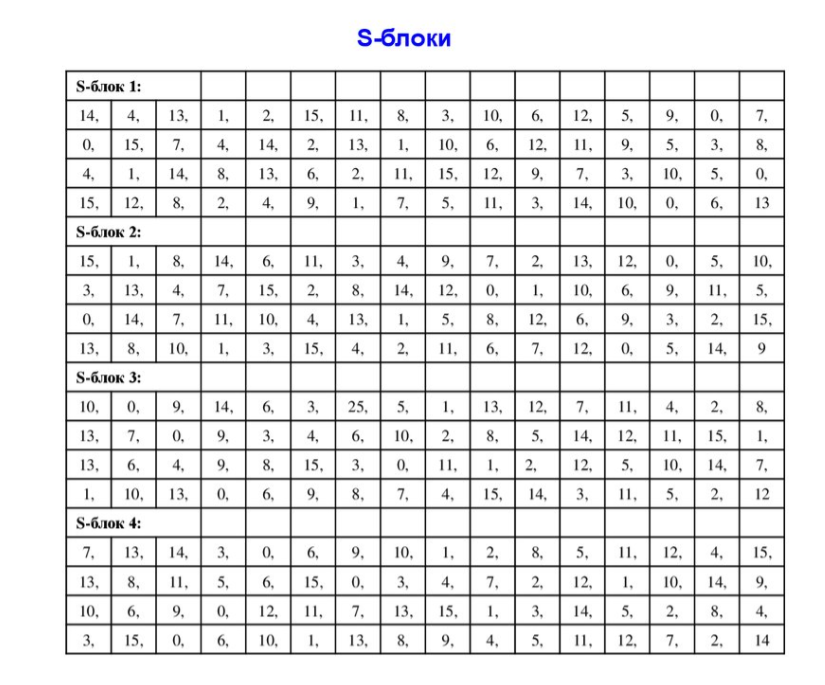 S-блоки
S-блок 1:
14, 4, 13, 1, 2, 15, 11, 8, 3, 10, 6, 12, 5, 9, 0, 7,
0, 15, 7, 4, 14, 2, 13, 1, 10, 6, 12, 11, 9, 5, 3, 8,
4, 1, 14, 8, 13, 6, 2, 11, 15, 12, 9, 7, 3, 10, 5, 0,
15, 12, 8, 2, 4, 9, 1, 7, 5, 11, 3, 14, 10, 0, 6, 13
S-блок 2:
15, 1, 8, 14, 6, 11, 3, 4, 9, 7, 2, 13, 12, 0, 5, 10,
3, 13, 4, 7, 15, 2, 8, 14, 12, 0, 1, 10, 6, 9, 11, 5,
0, 14, 7, 11, 10, 4, 13, 1, 5, 8, 12, 6, 9, 3, 2, 15,
13, 8, 10, 1, 3, 15, 4, 2, 11, 6, 7, 12, 0, 5, 14, 9
S-блок 3:
10, 0, 9, 14, 6, 3, 25, 5, 1, 13, 12, 7, 11, 4, 2, 8,
13, 7, 0, 9, 3, 4, 6, 10, 2, 8, 5, 14, 12, 11, 15, 1,
13, 6, 4, 9, 8, 15, 3, 0, 11, 1, 2, 12, 5, 10, 14, 7,
1, 10, 13, 0, 6, 9, 8, 7, 4, 15, 14, 3, 11, 5, 2, 12
S-блок 4:
7, 13, 14, 3, 0, 6, 9, 10, 1, 2, 8, 5, 11, 12, 4, 15,
13, 8, 11, 5, 6, 15, 0, 3, 4, 7, 2, 12, 1, 10, 14, 9,
10, 6, 9, 0, 12, 11, 7, 13, 15, 1, 3, 14, 5, 2, 8, 4,
3, 15, 0, 6, 10, 1, 13, 8, 9, 4, 5, 11, 12, 7, 2, 14